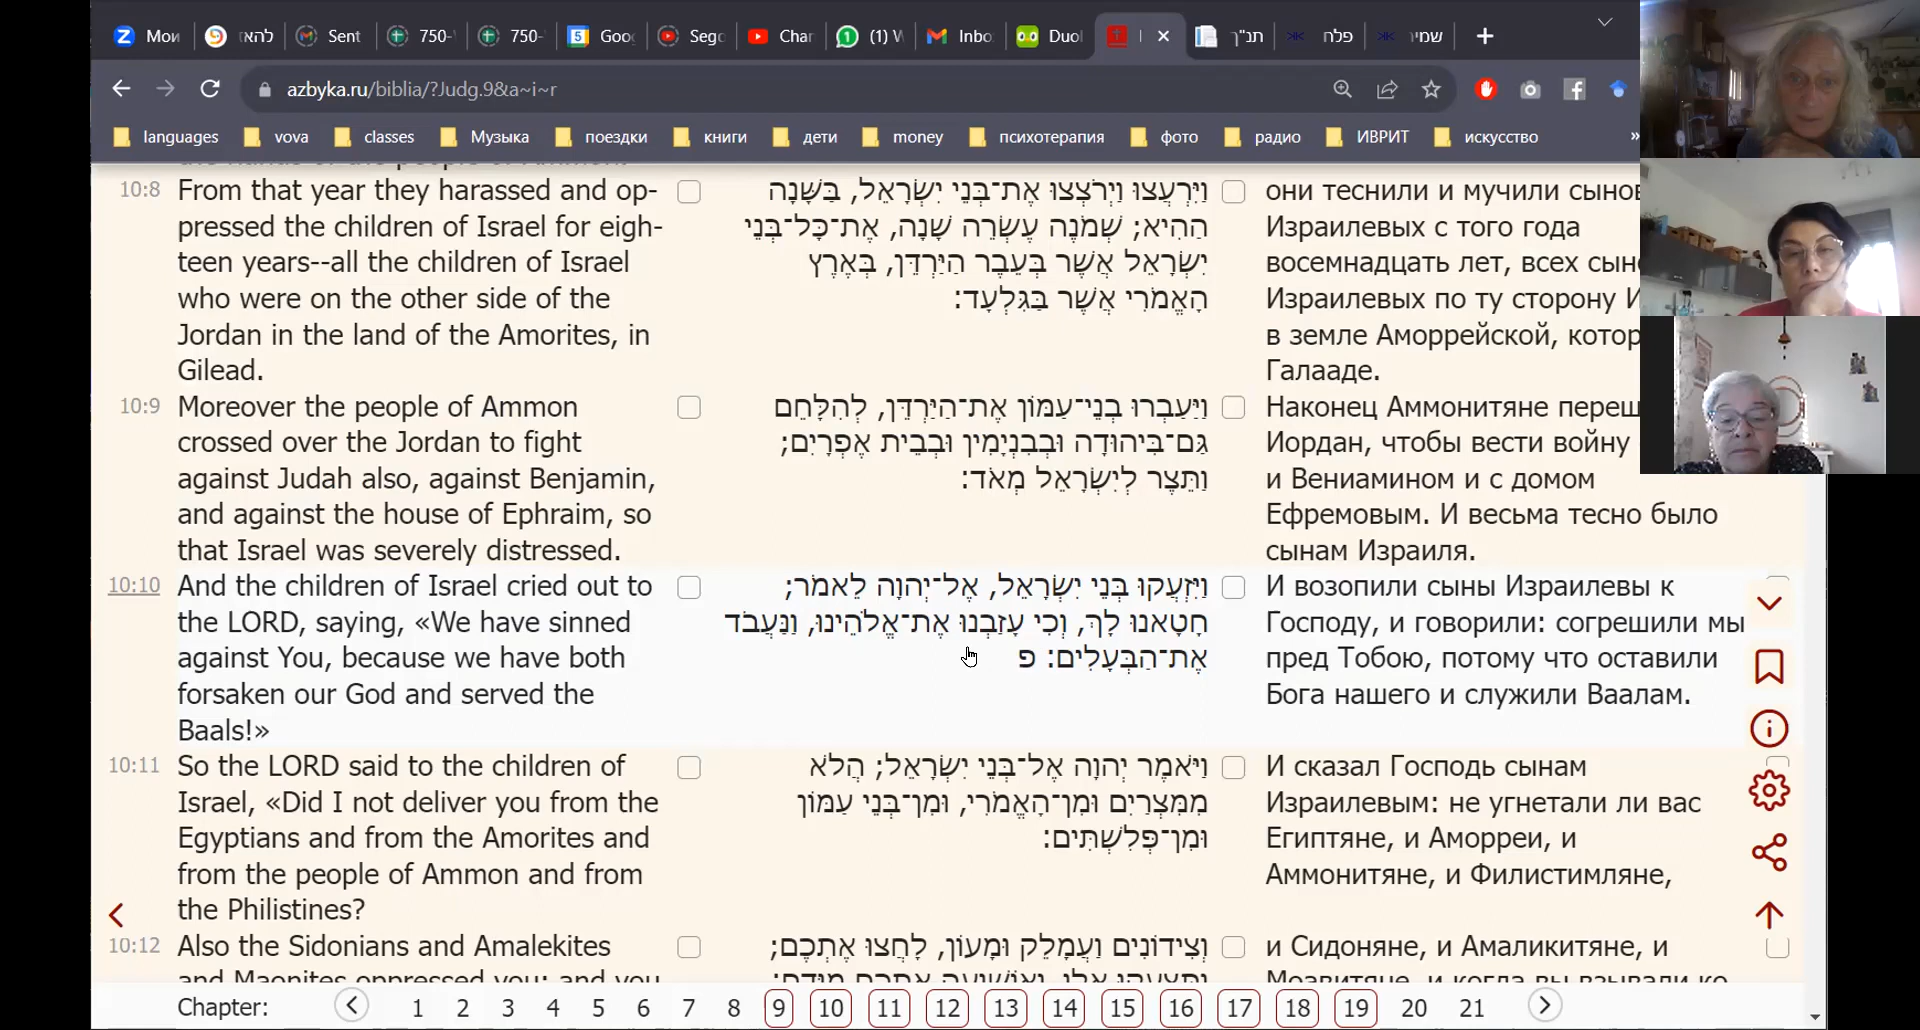 Мои
להאז
Sent
750-
750-
5
Goo
Sego
Char
(1) W
Inbo
Duol
תנ"ך
פלח
שמי
azbyka.ru/biblia/?Judg.9&a~i~r
languages
vova
classes
Музыка
поездки
книги
дети
money
психотерапия
фото
радио
ИВРИТ
искусство
»
10:8
From that year they harassed and op-
pressed the children of Israel for eigh-
teen years--all the children of Israel
who were on the other side of the
Jordan in the land of the Amorites, in
Gilead.
וַיִּרְעֲצוּ וַיְרֹצְצוּ אֶת־בְּנֵי יִשְׂרָאֵל, בַּשָּׁנָה
הַהִיא; שְׁמֹנֶה עֶשְׂרֵה שָׁנָה, אֶת־כָּל־בְּנֵי
יִשְׂרָאֵל אֲשֶׁר בְּעֵבֶר הַיַּרְדֵּן, בְּאֶרֶץ
הָאֱמֹרִי אֲשֶׁר בַּגִּלְעָד:
они теснили и мучили сынов
Израилевых с того года
восемнадцать лет, всех сын
Израилевых по ту сторону И
в земле Аморрейской, котор
Галааде.
10:9
Moreover the people of Ammon
crossed over the Jordan to fight
against Judah also, against Benjamin,
and against the house of Ephraim, so
that Israel was severely distressed.
וַיַּעַבְרוּ בְנֵי־עַמּוֹן אֶת־הַיַּרְדֵּן, לְהִלָּחֵם
גַּם־בִּיהוּדָה וּבְבִנְיָמִין וּבְבֵית אֶפְרָיִם;
וַתֵּצֶר לְיִשְׂרָאֵל מְאֹד:
Наконец Аммонитяне переш
Иордан, чтобы вести войну
и Вениамином и с домом
Ефремовым. И весьма тесно было
сынам Израиля.
10:10
And the children of Israel cried out to
the LORD, saying, «We have sinned
against You, because we have both
forsaken our God and served the
Baals!»
וַיִּזְעֲקוּ בְּנֵי יִשְׂרָאֵל, אֶל־יְהוָה לֵאמֹר;
חָטָאנוּ לָךְ, וְכִי עָזַבְנוּ אֶת־אֱלֹהֵינוּ, וַנַּעֲבֹד
אֶת־הַבְּעָלִים: פ
И возопили сыны Израилевы к
Господу, и говорили: согрешили мы
пред Тобою, потому что оставили
Бога нашего и служили Ваалам.
10:11
So the LORD said to the children of
Israel, «Did I not deliver you from the
Egyptians and from the Amorites and
from the people of Ammon and from
the Philistines?
וַיֹּאמֶר יְהוָה אֶל־בְּנֵי יִשְׂרָאֵל; הֲלֹא
מִמִּצְרַיִם וּמִן־הָאֱמֹרִי, וּמִן־בְּנֵי עַמּוֹן
וּמִן־פְּלִשְׁתִּים:
И сказал Господь сынам
Израилевым: не угнетали ли вас
Египтяне, и Аморреи, и
Аммонитяне, и Филистимляне,
10:12
Also the Sidonians and Amalekites
and Maonites oppressed you; and you
וְצִידוֹנִים וַעֲמָלֵק וּמָעוֹן, לָחֲצוּ אֶתְכֶם;
и Сидоняне, и Амаликитяне, и
Моавитяне, и когда вы взывали ко
Chapter: 1 2 3 4 5 6 7 8 9 10 11 12 13 14 15 16 17 18 19 20 21